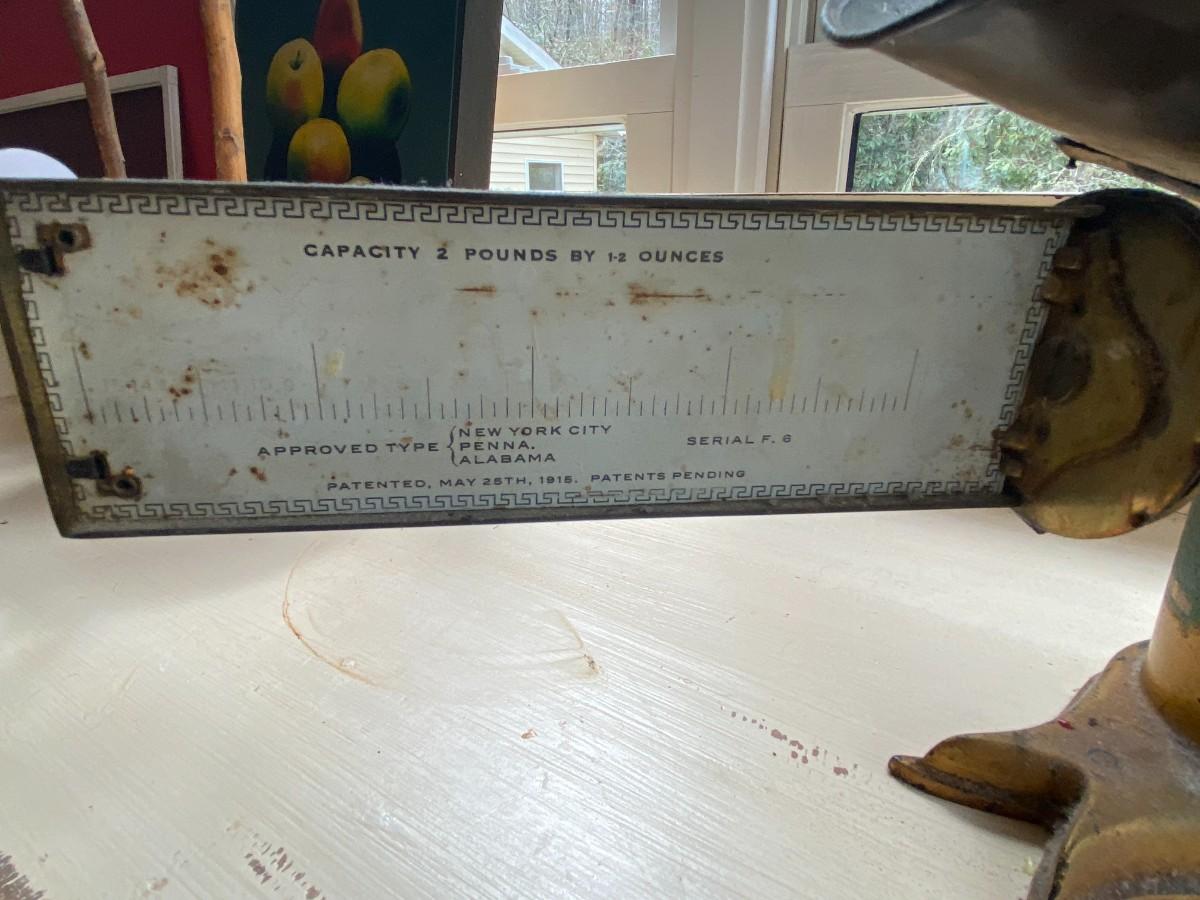 CAPACITY 2 POUNDS BY 1-2 OUNCES
APPROVED TYPE { NEW YORK CITY
PENNA.
ALABAMA
SERIAL F. 6
PATENTED, MAY 25TH, 1915. PATENTS PENDING